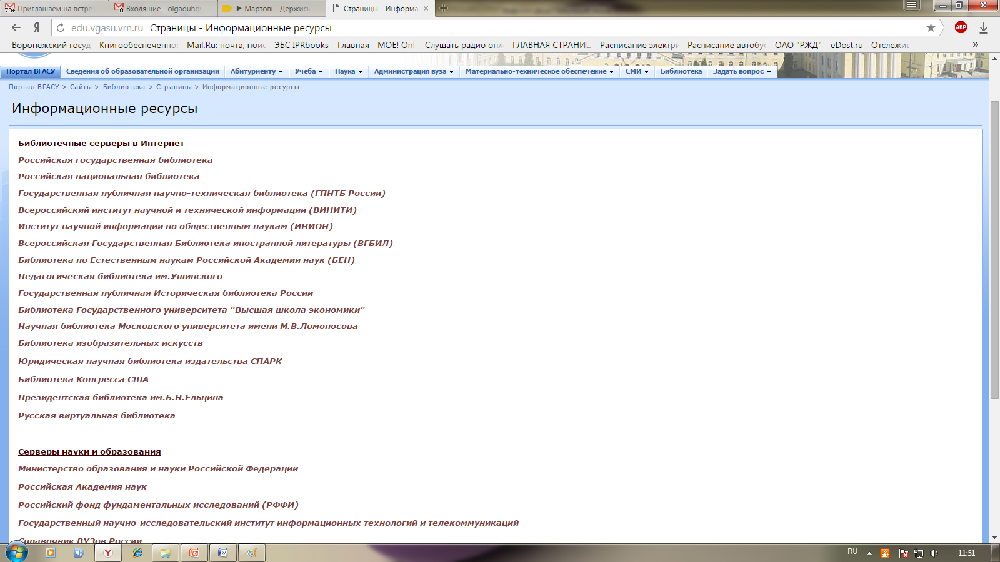 Приглашаем на встре
Входящие - olgaduho
► Мартовi - Держись
Страницы - Информа
edu.vgasu.vrn.ru Страницы - Информационные ресурсы
ABP
Воронежский госуд
Книгообеспеченно
Mail.Ru: почта, поис
ЭБС IPRbooks
Главная - МОЁ! Onli
Слушать радио онл
ГЛАВНАЯ СТРАНИЦ
Расписание электри
Расписание автобус
ОАО "РЖД"
eDost.ru - Отслежив
»
Портал ВГАСУ
Сведения об образовательной организации
Абитуриенту
Учеба
Наука
Администрация вуза
Материально-техническое обеспечение
СМИ
Библиотека
Задать вопрос
Портал ВГАСУ > Сайты > Библиотека > Страницы > Информационные ресурсы
Информационные ресурсы
Библиотечные серверы в Интернет
Российская государственная библиотека
Российская национальная библиотека
Государственная публичная научно-техническая библиотека (ГПНТБ России)
Всероссийский институт научной и технической информации (ВИНИТИ)
Институт научной информации по общественным наукам (ИНИОН)
Всероссийская Государственная Библиотека иностранной литературы (ВГБИЛ)
Библиотека по Естественным наукам Российской Академии наук (БЕН)
Педагогическая библиотека им.Ушинского
Государственная публичная Историческая библиотека России
Библиотека Государственного университета "Высшая школа экономики"
Научная библиотека Московского университета имени М.В.Ломоносова
Библиотека изобразительных искусств
Юридическая научная библиотека издательства СПАРК
Библиотека Конгресса США
Президентская библиотека им.Б.Н.Ельцина
Русская виртуальная библиотека
Серверы науки и образования
Министерство образования и науки Российской Федерации
Российская Академия наук
Российский фонд фундаментальных исследований (РФФИ)
Государственный научно-исследовательский институт информационных технологий и телекоммуникаций
Справочник ВУЗов России
RU
11:51